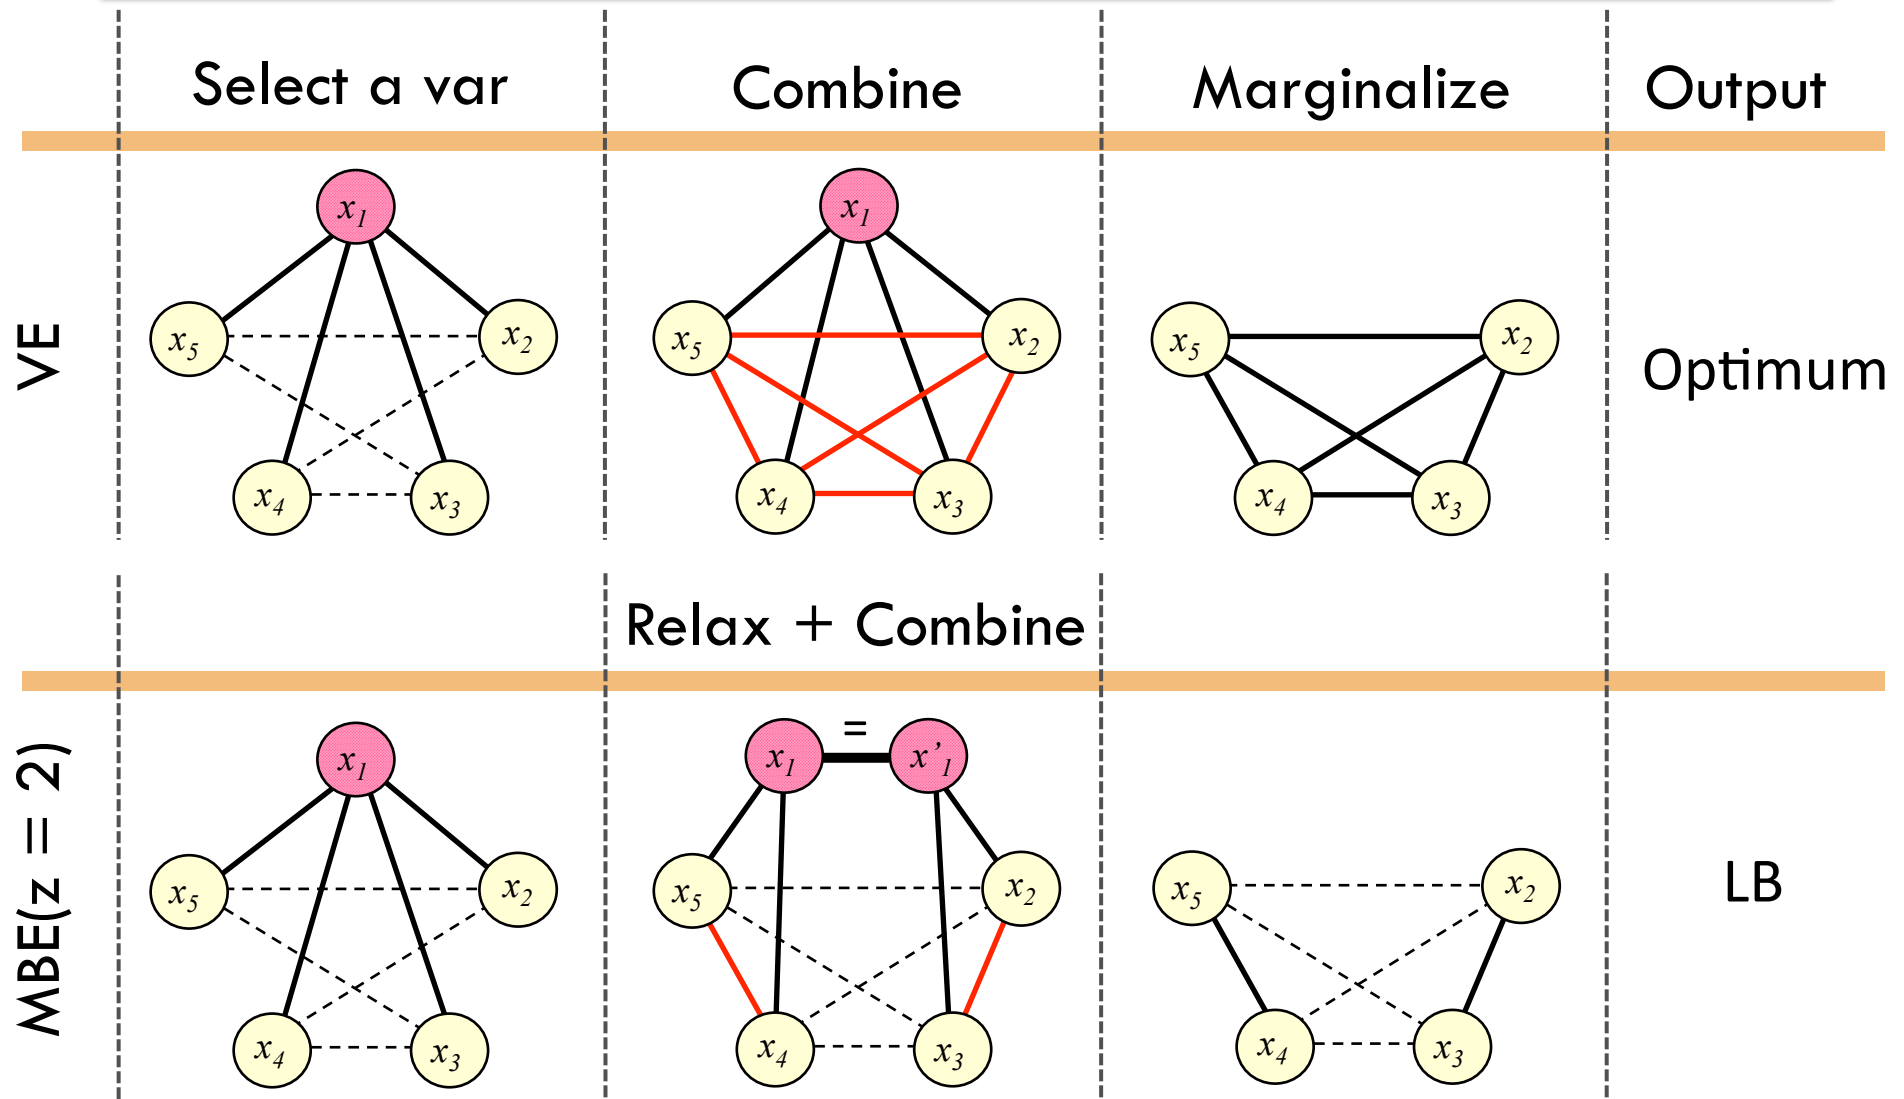 Select a var
Combine
Marginalize
Output
VE
x1
x5
x2
x4
x3
x1
x5
x2
x4
x3
x5
x2
x4
x3
Optimum
Relax + Combine
MBE(z = 2)
x1
x5
x2
x4
x3
=
x1
x’1
x5
x2
x4
x3
x5
x2
x4
x3
LB